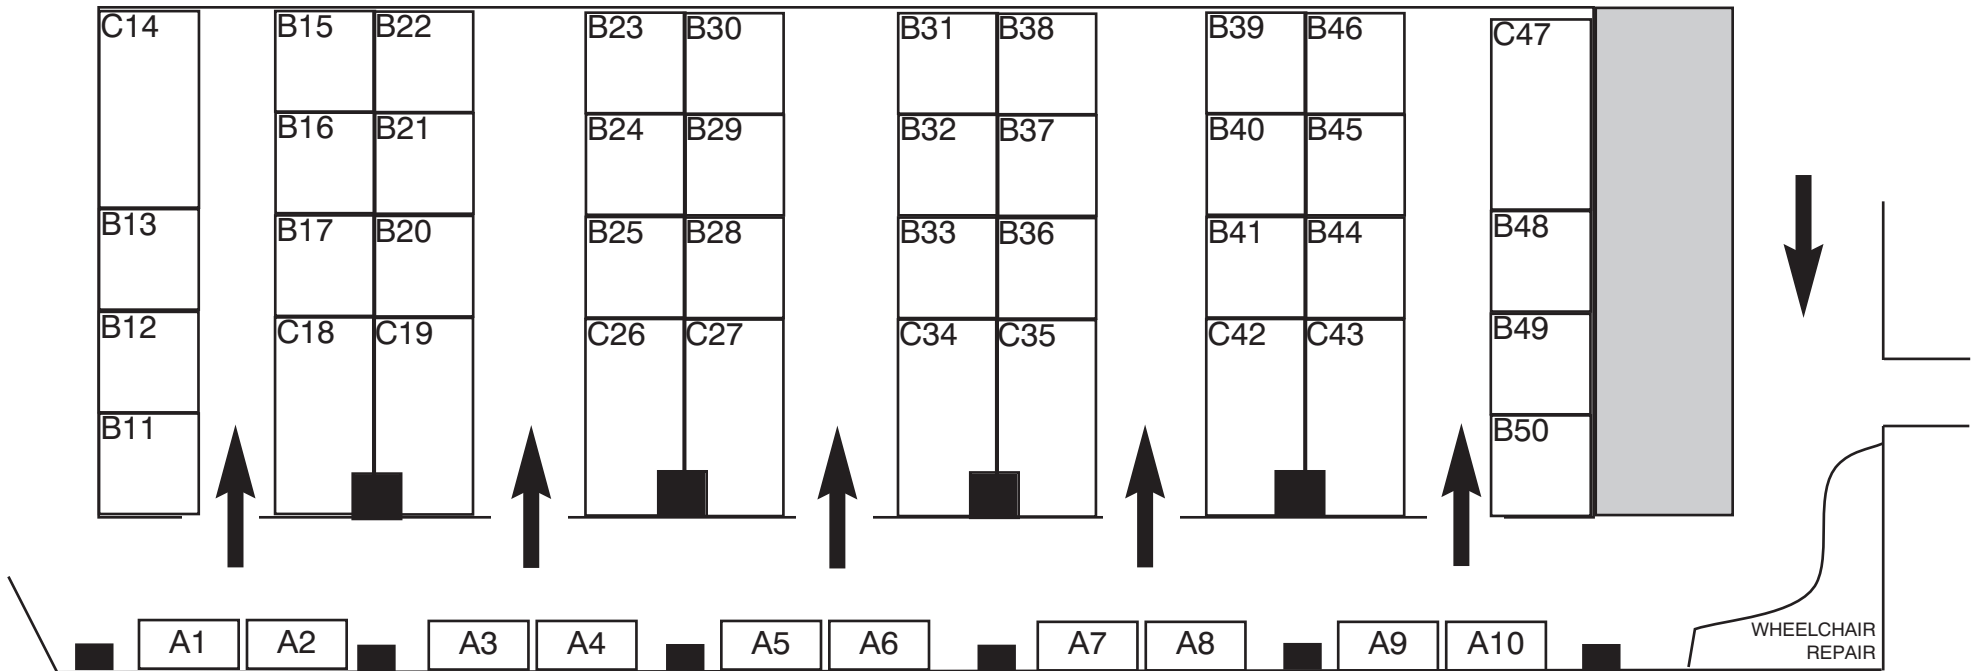 C14 B15 B22 B23 B30 B31 B38 B39 B46 C47
B16 B21 B24 B29 B32 B37 B40 B45
B13 B17 B20 B25 B28 B33 B36 B41 B44 B48
B12 C18 C19 C26 C27 C34 C35 C42 C43 B49
B11 B50
A1 A2 A3 A4 A5 A6 A7 A8 A9 A10
WHEELCHAIR
REPAIR